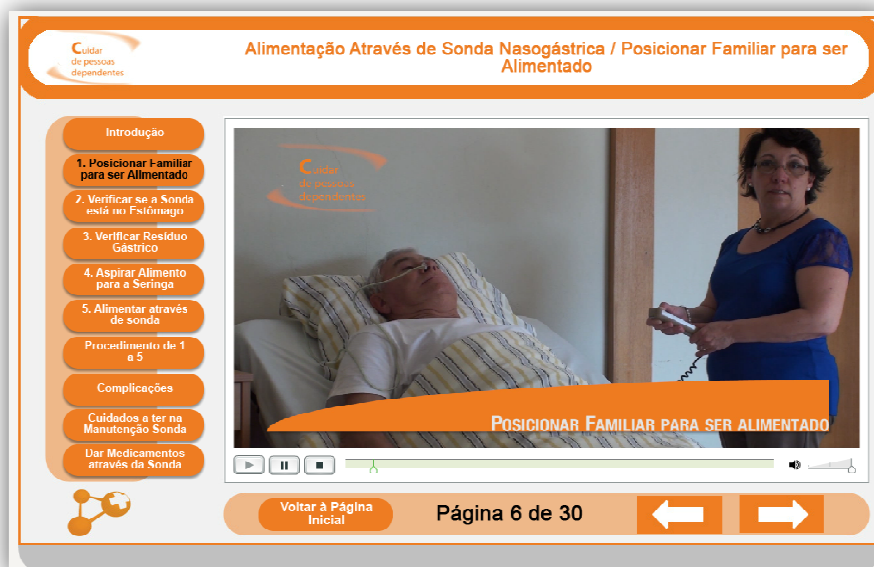 Cuidar
de pessoas
dependentes
Alimentação Através de Sonda Nasogástrica / Posicionar Familiar para ser
Alimentado
Introdução
1. Posicionar Familiar
para ser Alimentado
2. Verificar se a Sonda
está no Estômago
3. Verificar Resíduo
Gástrico
4. Aspirar Alimento
para a Seringa
5. Alimentar através
de sonda
Procedimento de 1
a 5
Complicações
Cuidados a ter na
Manutenção Sonda
Dar Medicamentos
através da Sonda
Cuidar
de pessoas
dependentes
POSICIONAR FAMILIAR PARA SER ALIMENTADO
Voltar à Página
Inicial
Página 6 de 30